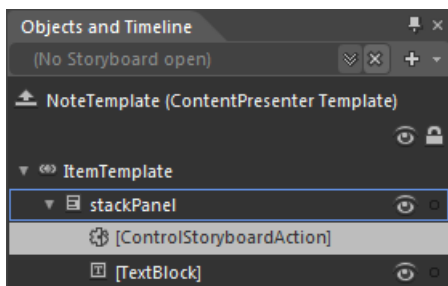 Objects and Timeline
(No Storyboard open)
NoteTemplate (ContentPresenter Template)
ItemTemplate
stackPanel
[ControlStoryboardAction]
[TextBlock]